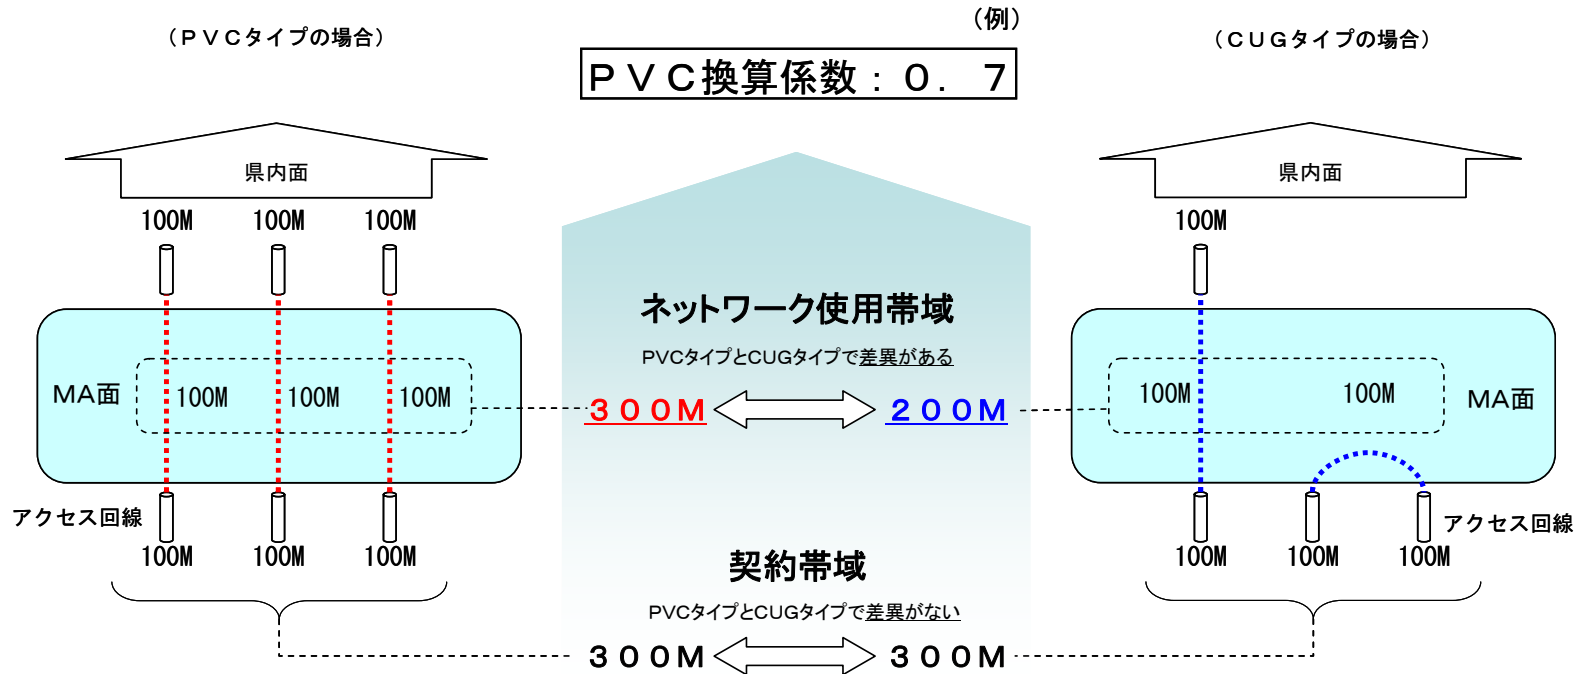 （例）
（ＰＶＣタイプの場合）
（ＣＵＧタイプの場合）
ＰＶＣ換算係数：０．７
県内面
県内面
100M 100M 100M
100M
ネットワーク使用帯域
PVCタイプとCUGタイプで差異がある
MA面 100M 100M 100M
３００Ｍ ２００Ｍ
100M 100M MA面
アクセス回線
アクセス回線
100M 100M 100M
100M 100M 100M
契約帯域
PVCタイプとCUGタイプで差異がない
３００Ｍ ３００Ｍ